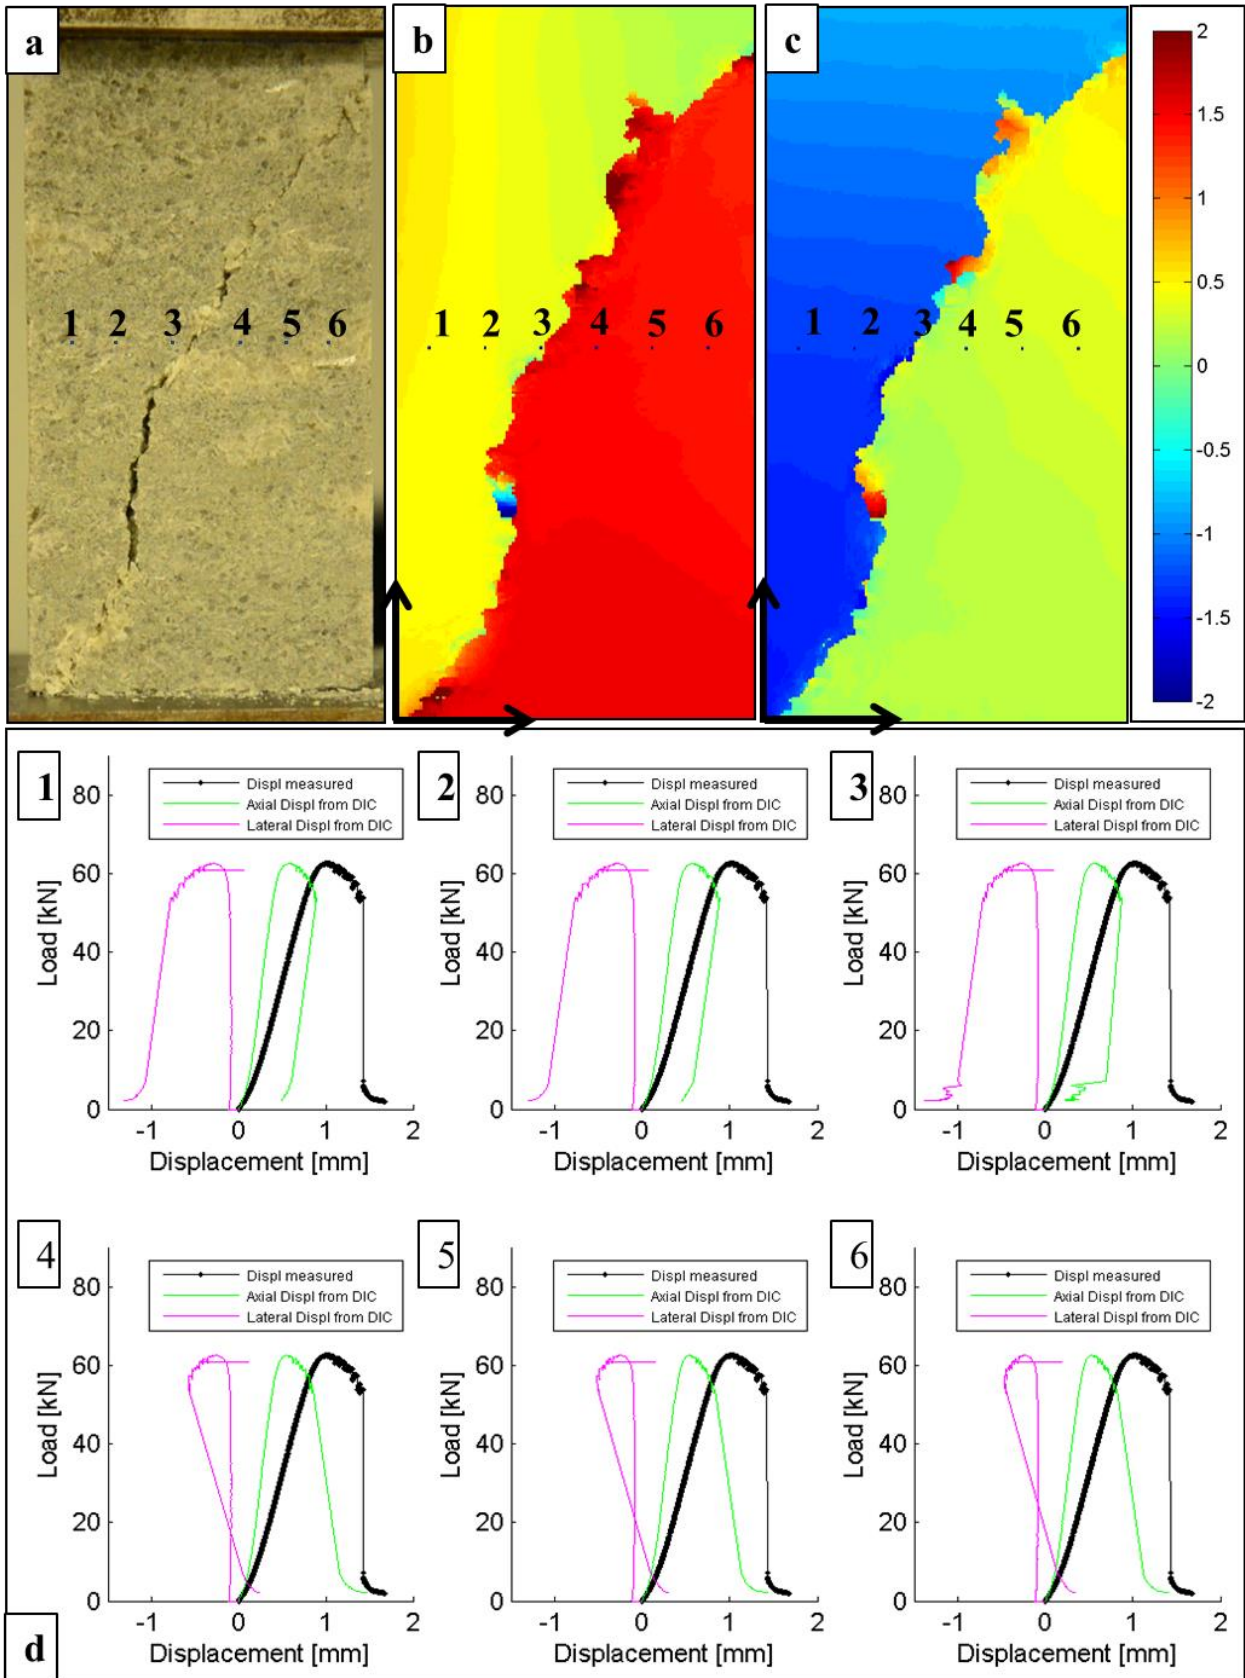 a
b
c
2
1.5
1
0.5
0
-0.5
-1
-1.5
-2
1 2 3 4 5 6
1 2 3 4 5 6
1 2 3 4 5 6
1
Displ measured
Axial Displ from DIC
Lateral Displ from DIC
80
60
40
20
0
Load [kN]
-1 0 1 2
Displacement [mm]
2
Displ measured
Axial Displ from DIC
Lateral Displ from DIC
80
60
40
20
0
Load [kN]
-1 0 1 2
Displacement [mm]
3
Displ measured
Axial Displ from DIC
Lateral Displ from DIC
80
60
40
20
0
Load [kN]
-1 0 1 2
Displacement [mm]
4
Displ measured
Axial Displ from DIC
Lateral Displ from DIC
80
60
40
20
0
Load [kN]
-1 0 1 2
Displacement [mm]
5
Displ measured
Axial Displ from DIC
Lateral Displ from DIC
80
60
40
20
0
Load [kN]
-1 0 1 2
Displacement [mm]
6
Displ measured
Axial Displ from DIC
Lateral Displ from DIC
80
60
40
20
0
Load [kN]
-1 0 1 2
Displacement [mm]
d